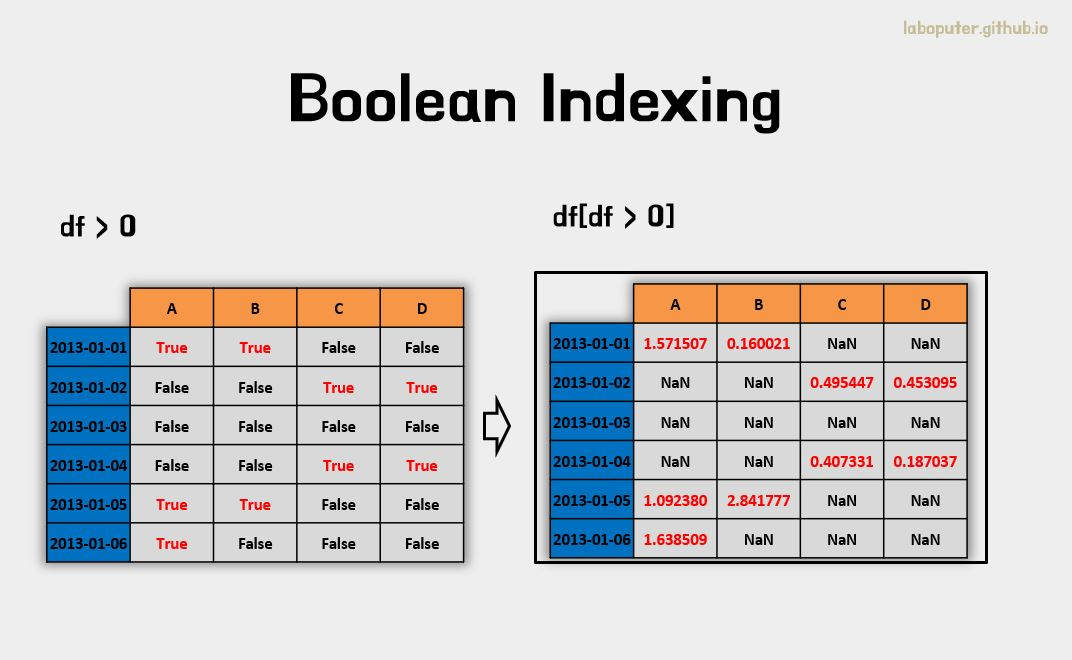 laboputer.github.io
Boolean Indexing
df > 0
A B C D
2013-01-01 True True False False
2013-01-02 False False True True
2013-01-03 False False False False
2013-01-04 False False True True
2013-01-05 True True False False
2013-01-06 True False False False
df[df > 0]
A B C D
2013-01-01 1.571507 0.160021 NaN NaN
2013-01-02 NaN NaN 0.495447 0.453095
2013-01-03 NaN NaN NaN NaN
2013-01-04 NaN NaN 0.407331 0.187037
2013-01-05 1.092380 2.841777 NaN NaN
2013-01-06 1.638509 NaN NaN NaN